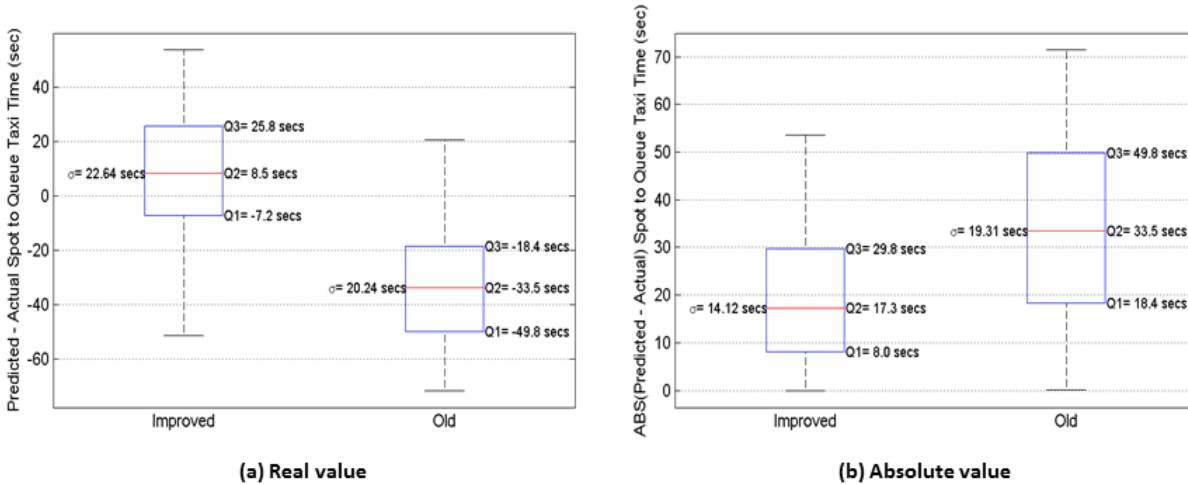 Predicted - Actual Spot to Queue Taxi Time (sec)
40
20
0
-20
-40
-60
Q3= 25.8 secs
σ= 22.64 secs
Q2= 8.5 secs
Q1= -7.2 secs
Q3= -18.4 secs
σ= 20.24 secs
Q2= -33.5 secs
Q1= -49.8 secs
Improved
Old
(a) Real value
ABS(Predicted - Actual) Spot to Queue Taxi Time (sec)
70
60
50
40
30
20
10
0
Q3= 29.8 secs
σ= 14.12 secs
Q2= 17.3 secs
Q1= 8.0 secs
Q3= 49.8 secs
σ= 19.31 secs
Q2= 33.5 secs
Q1= 18.4 secs
Improved
Old
(b) Absolute value